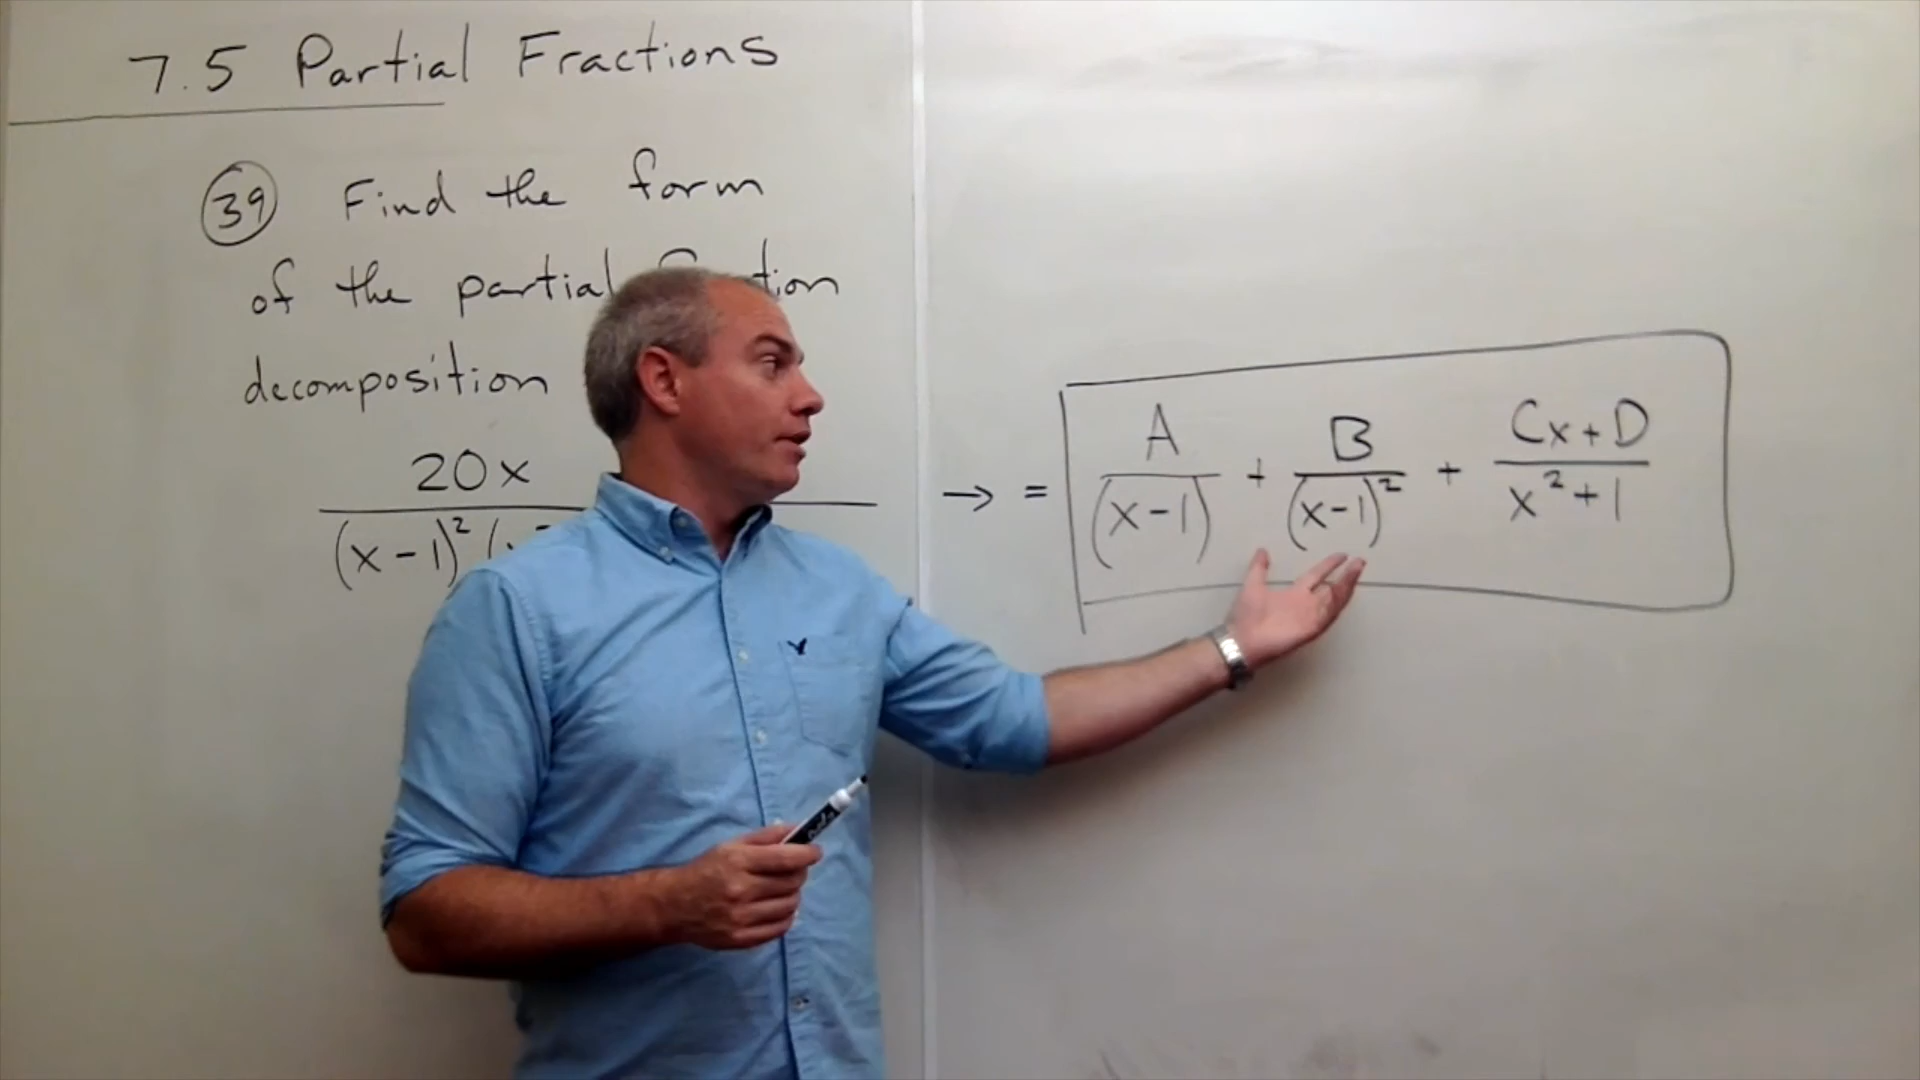 7.5 Partial Fractions
39 Find the form
of the partial
decomposition
20x
(x-1)²
→ = A/(x-1) + B/(x-1)² + Cx+D/x²+1